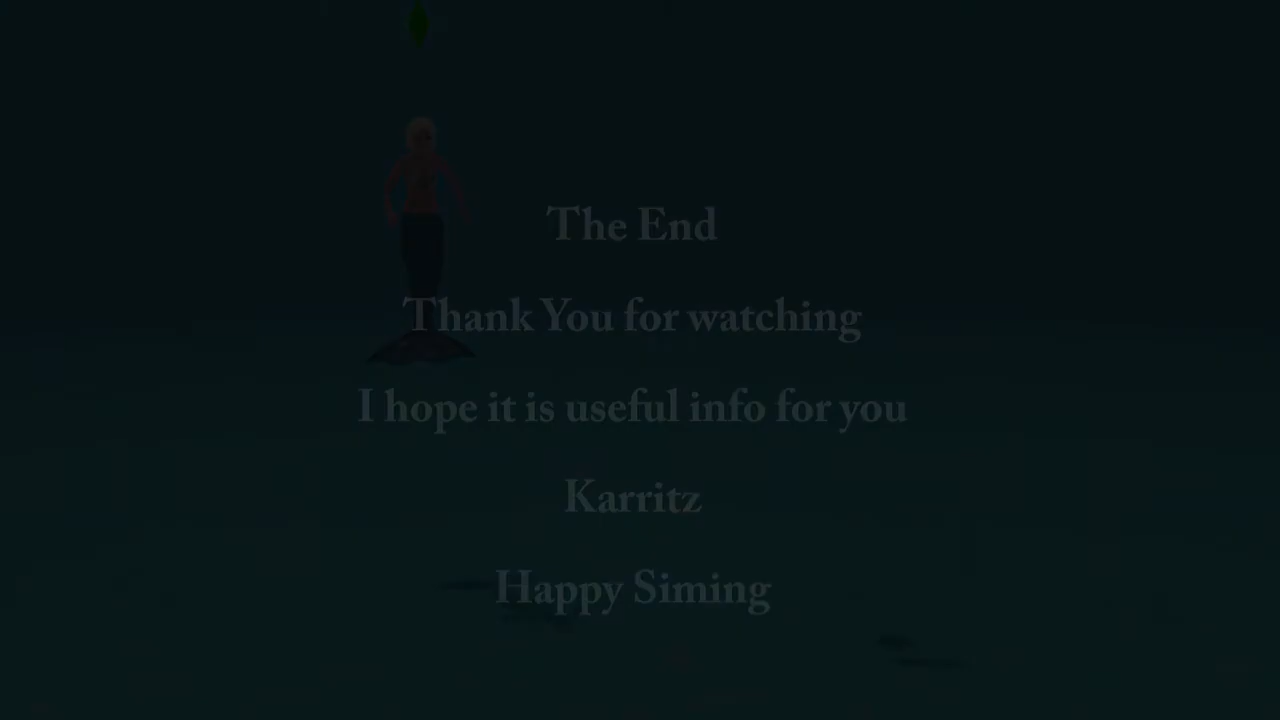 The End
Thank You for watching
I hope it is useful info for you
Karritz
Happy Siming